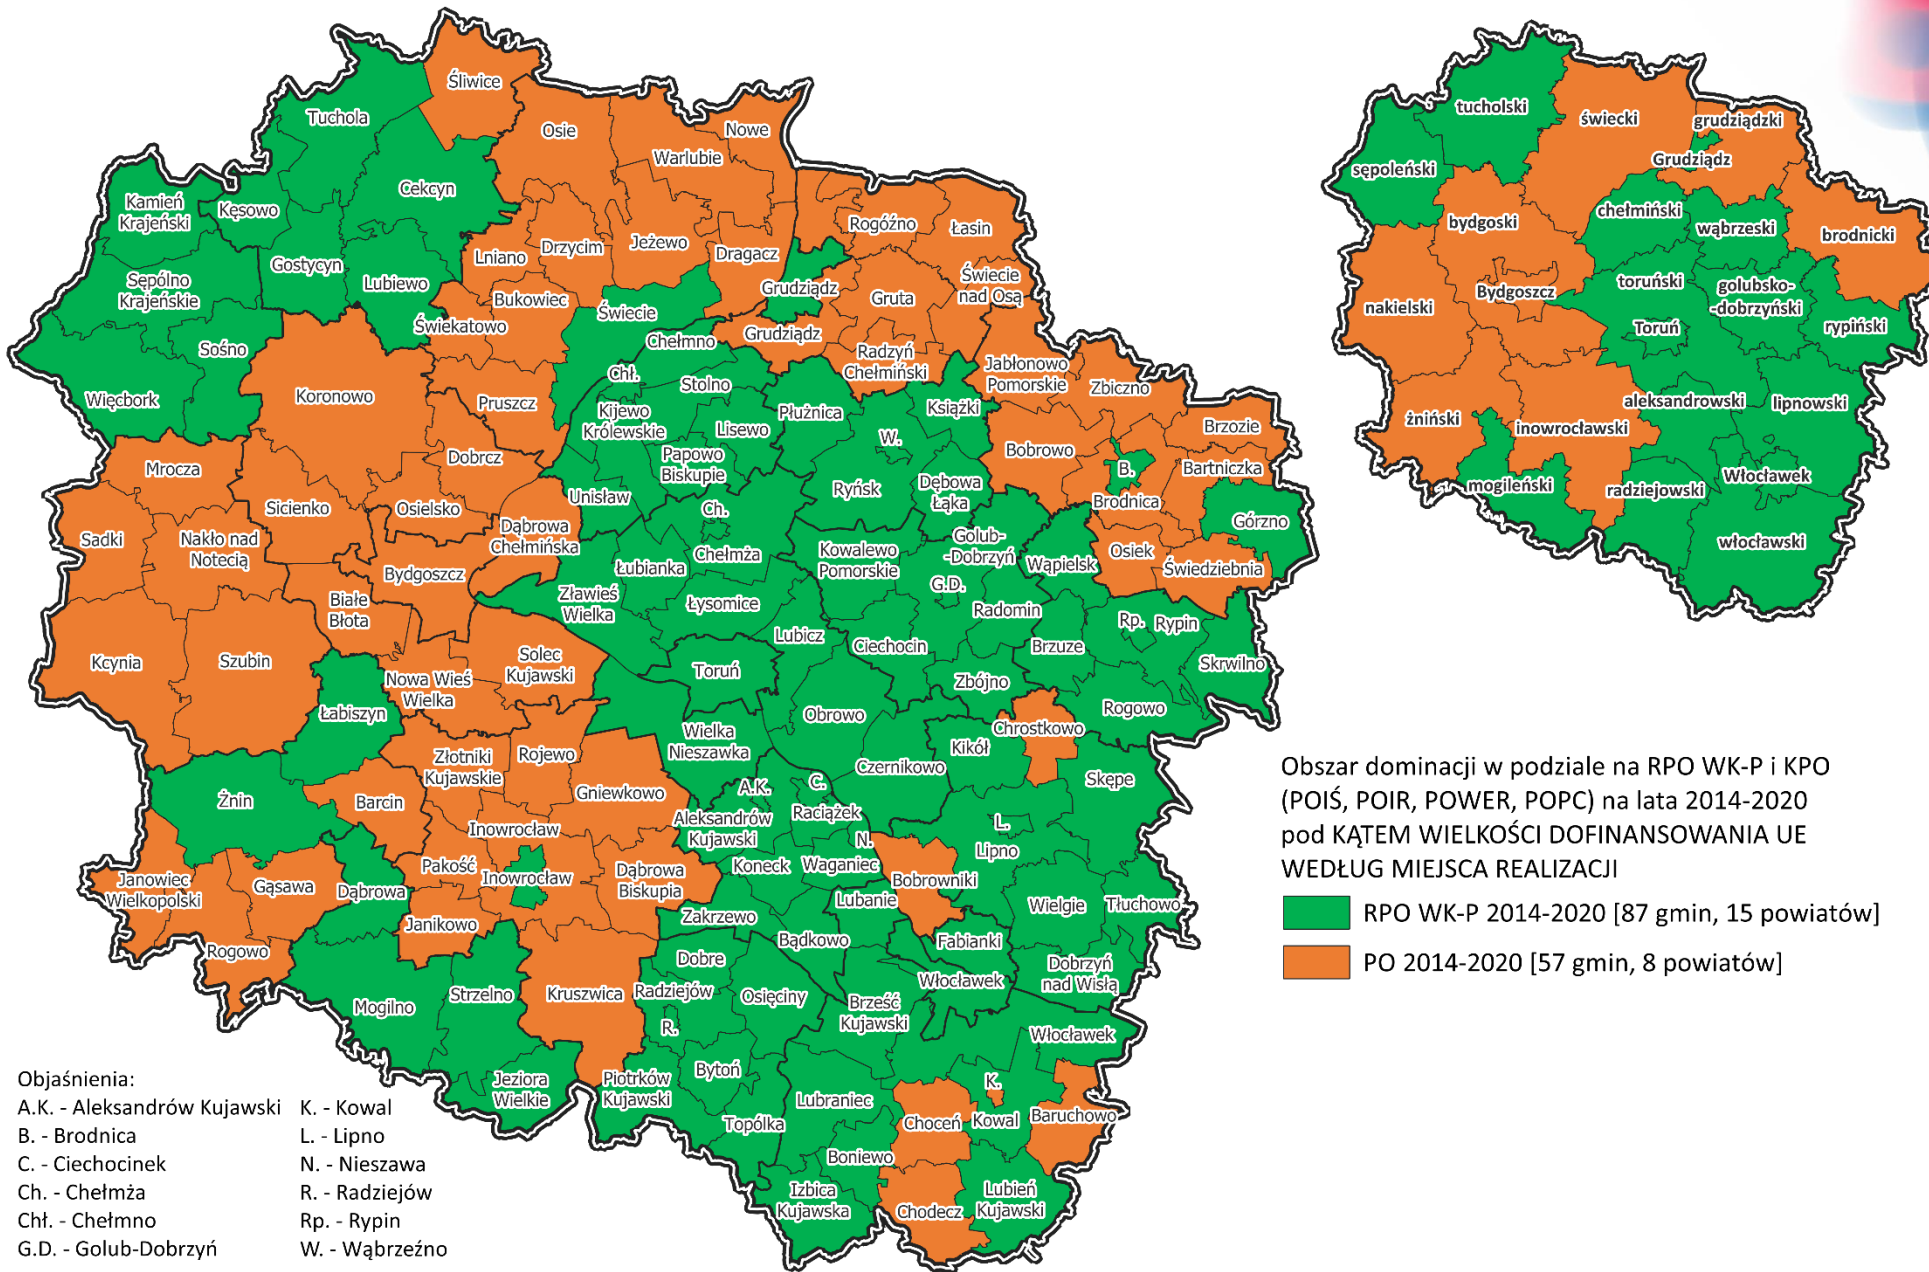 Śliwice
Tuchola
Osie
Nowe
Warlubie
Cekcyn
Kamień
Krajeński
Kęsowo
Rogóźno
Łasin
Drzycim
Jeżewo
Dragacz
Lniano
Gostycyn
Sępólno
Krajeńskie
Lubiewo
Grudziądz
Świecie
nad Osą
Bukowiec
Gruta
Świecie
Świekatowo
Grudziądz
Chełmno
Sośno
Radzyń
Chełmiński
Jabłonowo
Pomorskie
Zbiczno
Chł.
Stolno
Więcbork
Koronowo
Pruszcz
Kijewo
Królewskie
Płużnica
Książki
Lisewo
W.
Brzozie
Bobrowo
Dobrcz
Papowo
Biskupie
Mrocza
B.
Bartniczka
Ryńsk
Dębowa
Łąka
Unisław
Brodnica
Sicienko
Osielsko
Ch.
Górzno
Dąbrowa
Chełmińska
Sadki
Nakło nad
Notecią
Golub-
-Dobrzyń
Chełmża
Kowalewo
Pomorskie
Osiek
Wąpielsk
Świedziebnia
Łubianka
Bydgoszcz
G.D.
Zławieś
Wielka
Białe
Błota
Łysomice
Radomin
Rp.
Rypin
Lubicz
Ciechocin
Brzuze
Kcynia
Szubin
Solec
Kujawski
Toruń
Skrwilno
Nowa Wieś
Wielka
Zbójno
Łabiszyn
Obrowo
Rogowo
Wielka
Nieszawka
Chrostkowo
Kikół
Złotniki
Kujawskie
Rojewo
Czernikowo
Skępe
Gniewkowo
A.K.
C.
Żnin
Barcin
Raciążek
Aleksandrów
Kujawski
Inowrocław
L.
N.
Lipno
Pakość
Koneck
Waganiec
Janowiec
Wielkopolski
Gąsawa
Dąbrowa
Inowrocław
Dąbrowa
Biskupia
Bobrowniki
Lubanie
Wielgie
Tłuchowo
Janikowo
Zakrzewo
Bądkowo
Fabianki
Rogowo
Dobre
Dobrzyń
nad Wisłą
Włocławek
Mogilno
Strzelno
Kruszwica
Radziejów
Osięciny
Brześć
Kujawski
R.
Włocławek
Jeziora
Wielkie
Piotrków
Kujawski
Bytoń
K.
Lubraniec
Choceń
Kowal
Baruchowo
Topólka
Boniewo
Izbica
Kujawska
Chodecz
Lubień
Kujawski
tucholski
świecki
grudziądzki
Grudziądz
sępoleński
chełmiński
bydgoski
wąbrzeski
brodnicki
toruński
golubsko-
-dobrzyński
Bydgoszcz
nakielski
Toruń
rypiński
aleksandrowski
lipnowski
żniński
inowrocławski
mogileński
radziejowski
Włocławek
włocławski
Obszar dominacji w podziale na RPO WK-P i KPO
(POIŚ, POIR, POWER, POPC) na lata 2014-2020
pod KĄTEM WIELKOŚCI DOFINANSOWANIA UE
WEDŁUG MIEJSCA REALIZACJI
RPO WK-P 2014-2020 [87 gmin, 15 powiatów]
PO 2014-2020 [57 gmin, 8 powiatów]
Objaśnienia:
A.K. - Aleksandrów Kujawski
B. - Brodnica
C. - Ciechocinek
Ch. - Chełmża
Chł. - Chełmno
G.D. - Golub-Dobrzyń
K. - Kowal
L. - Lipno
N. - Nieszawa
R. - Radziejów
Rp. - Rypin
W. - Wąbrzeźno